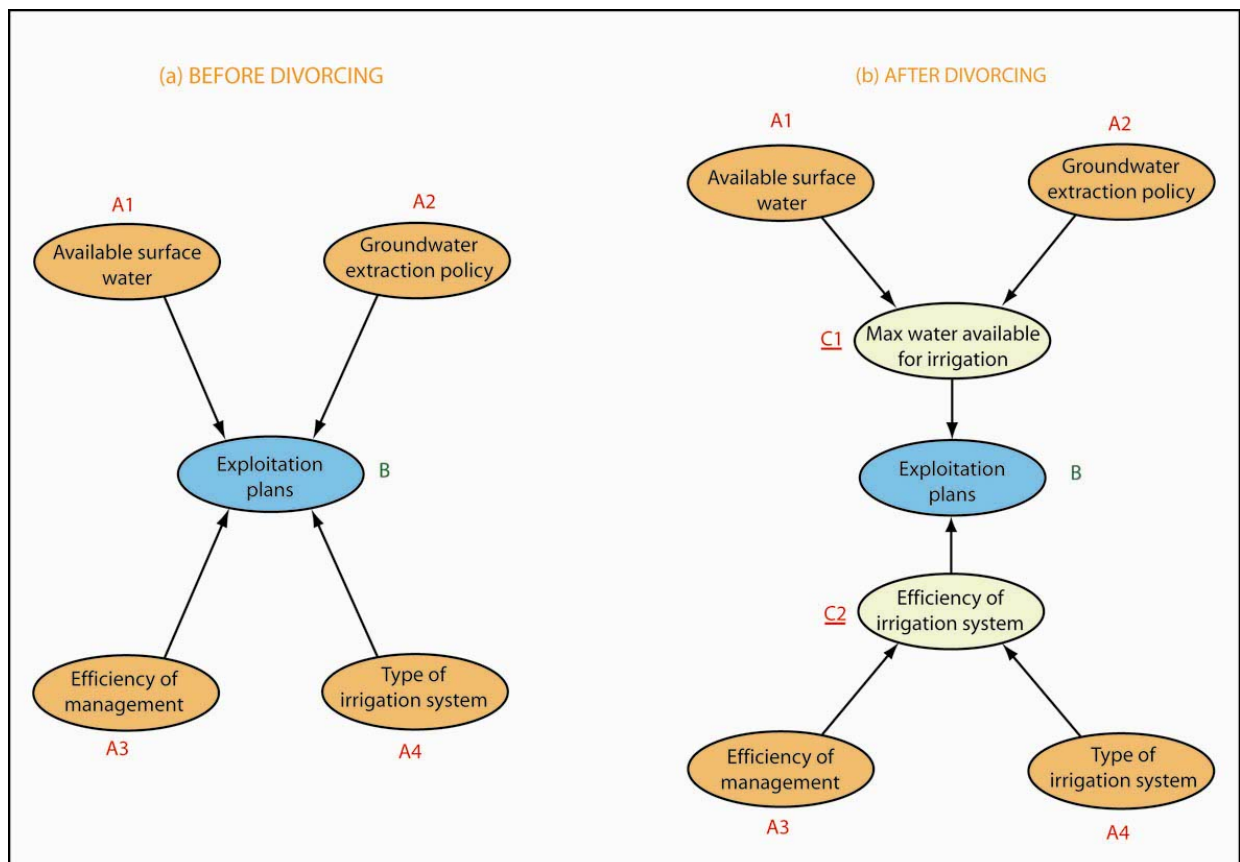 (a) BEFORE DIVORCING
A1
A2
Available surface
water
Groundwater
extraction policy
Exploitation
plans
B
Efficiency of
management
Type of
irrigation system
A3
A4
(b) AFTER DIVORCING
A1
A2
Available surface
water
Groundwater
extraction policy
C1
Max water available
for irrigation
Exploitation
plans
B
C2
Efficiency of
irrigation system
Efficiency of
management
Type of
irrigation system
A3
A4